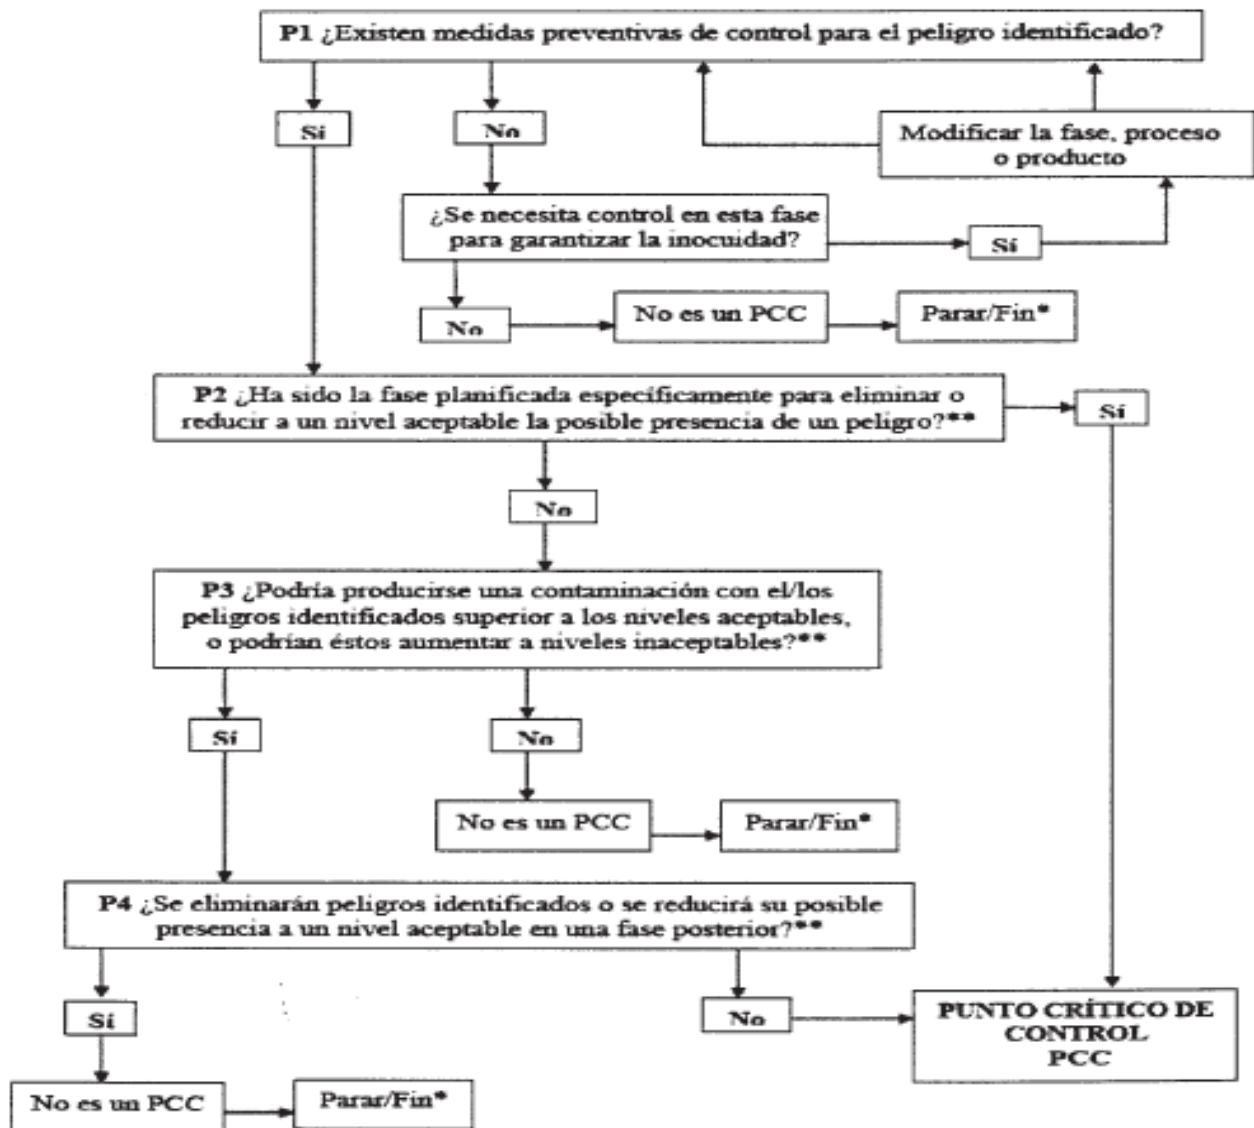 P1 ¿Existen medidas preventivas de control para el peligro identificado?
Sí
No
Modificar la fase, proceso
o producto
¿Se necesita control en esta fase
para garantizar la inocuidad?
Sí
No
No es un PCC
Parar/Fin*
P2 ¿Ha sido la fase planificada específicamente para eliminar o
reducir a un nivel aceptable la posible presencia de un peligro?**
Sí
No
P3 ¿Podría producirse una contaminación con el/los
peligros identificados superior a los niveles aceptables,
o podrían éstos aumentar a niveles inaceptables?**
Sí
No
No es un PCC
Parar/Fin*
P4 ¿Se eliminarán peligros identificados o se reducirá su posible
presencia a un nivel aceptable en una fase posterior?**
Sí
No
PUNTO CRÍTICO DE
CONTROL
PCC
No es un PCC
Parar/Fin*